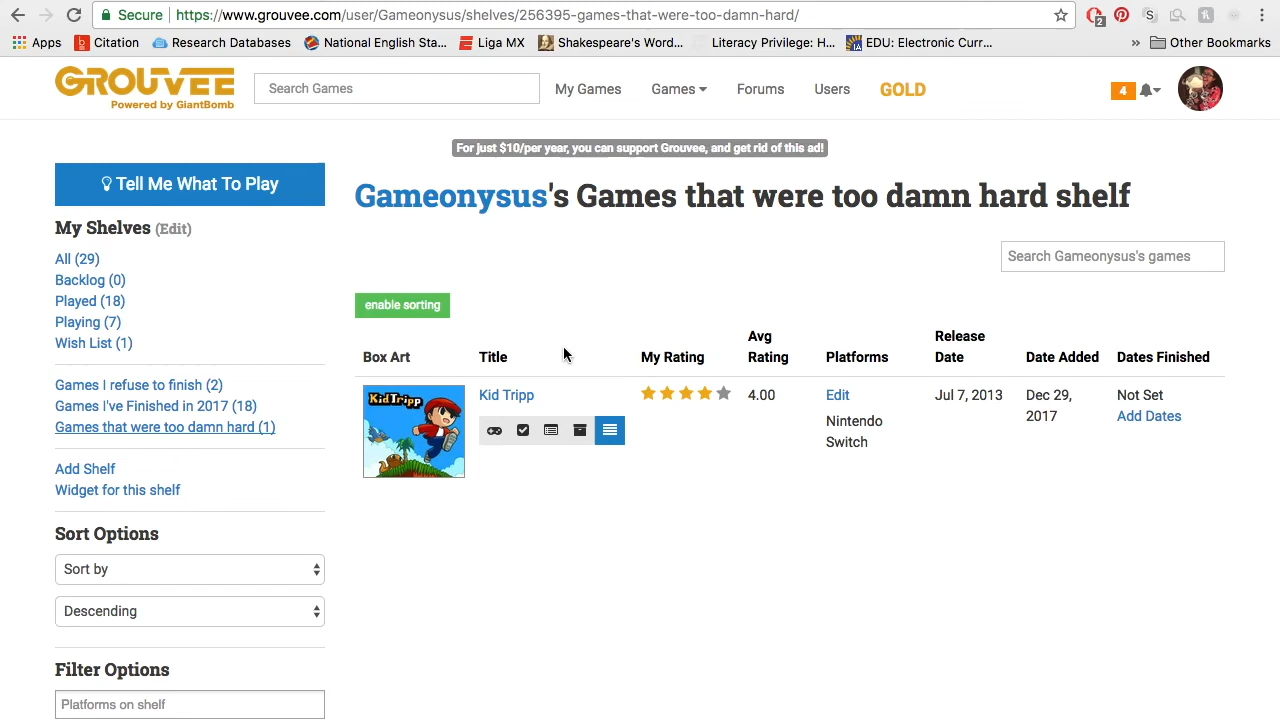 Secure https://www.grouvee.com/user/Gameonysus/shelves/256395-games-that-were-too-damn-hard/
2 S
Apps Citation Research Databases National English Sta... Liga MX Shakespeare's Word... Literacy Privilege: H... EDU: Electronic Curr... » Other Bookmarks
GROUVEE
Powered by GiantBomb
Search Games
My Games Games Forums Users GOLD
4
For just $10/per year, you can support Grouvee, and get rid of this ad!
Tell Me What To Play
Gameonysus's Games that were too damn hard shelf
My Shelves (Edit)
Search Gameonysus's games
All (29)
Backlog (0)
Played (18)
Playing (7)
Wish List (1)
Games I refuse to finish (2)
Games I've Finished in 2017 (18)
Games that were too damn hard (1)
Add Shelf
Widget for this shelf
Sort Options
Sort by
Descending
Filter Options
Platforms on shelf
enable sorting
Box Art Title My Rating Avg Rating Platforms Release Date Date Added Dates Finished
KidTripp
Kid Tripp
4.00
Edit
Nintendo
Switch
Jul 7, 2013
Dec 29,
2017
Not Set
Add Dates